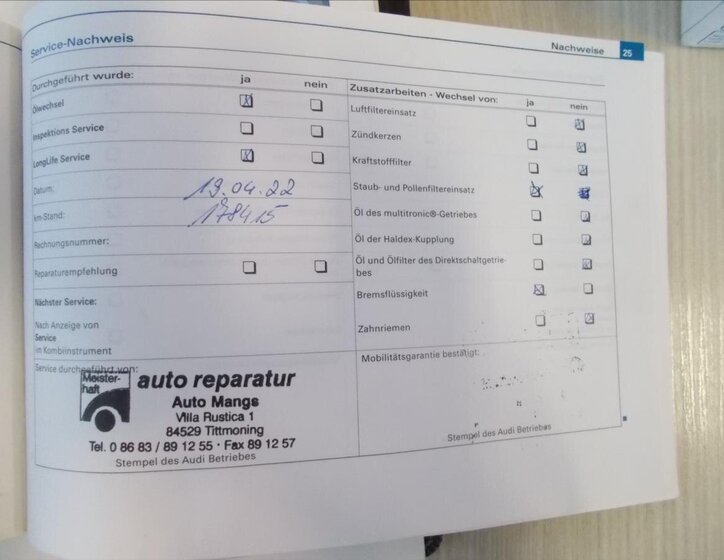 Service-Nachweis
Nachweise 25
Durchgeführt wurde: ja nein
Ölwechsel
Inspektions Service
LongLife Service
Datum: 19.04.22
km-Stand: 178415
Rechnungsnummer:
Reparaturempfehlung
Nächster Service:
Nach Anzeige von
Service
im Kombiinstrument
Service durchgeführt von:
Meister-
haft
auto reparatur
Auto Mangs
Villa Rustica 1
84529 Tittmoning
Tel. 0 86 83 / 89 12 55 · Fax 89 12 57
Stempel des Audi Betriebes
Zusatzarbeiten - Wechsel von: ja nein
Luftfiltereinsatz
Zündkerzen
Kraftstofffilter
Staub- und Pollenfiltereinsatz
Öl des multitronic®-Getriebes
Öl der Haldex-Kupplung
Öl und Ölfilter des Direktschaltgetrie-
bes
Bremsflüssigkeit
Zahnriemen
Mobilitätsgarantie bestätigt:
Stempel des Audi Betriebes